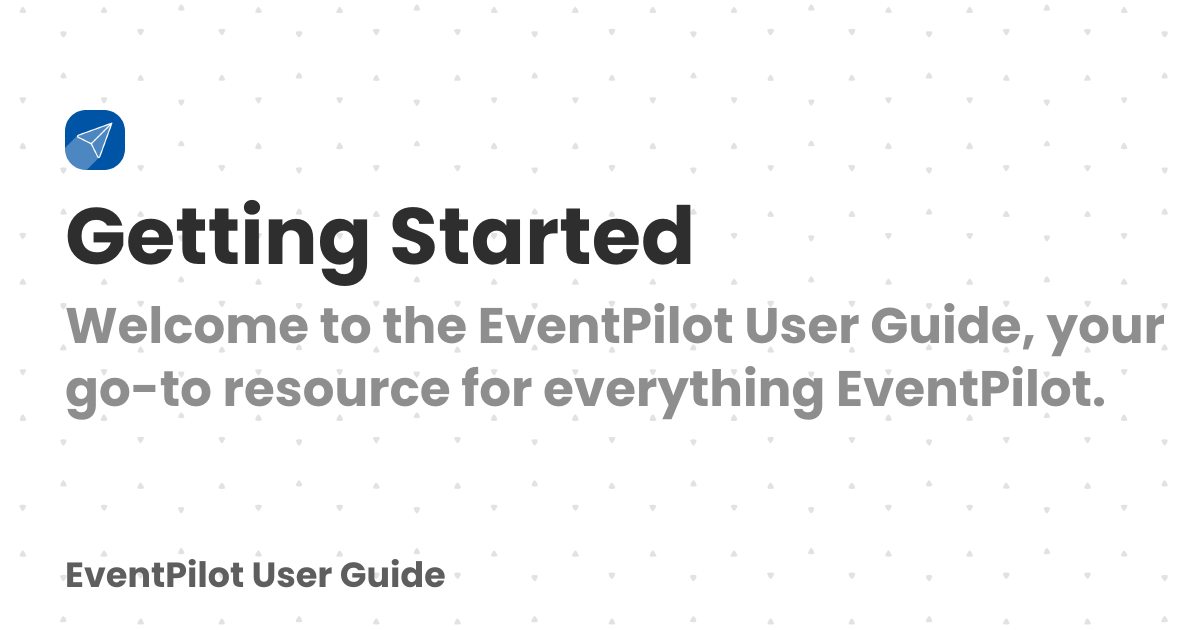 Getting Started
Welcome to the EventPilot User Guide, your
go-to resource for everything EventPilot.
EventPilot User Guide